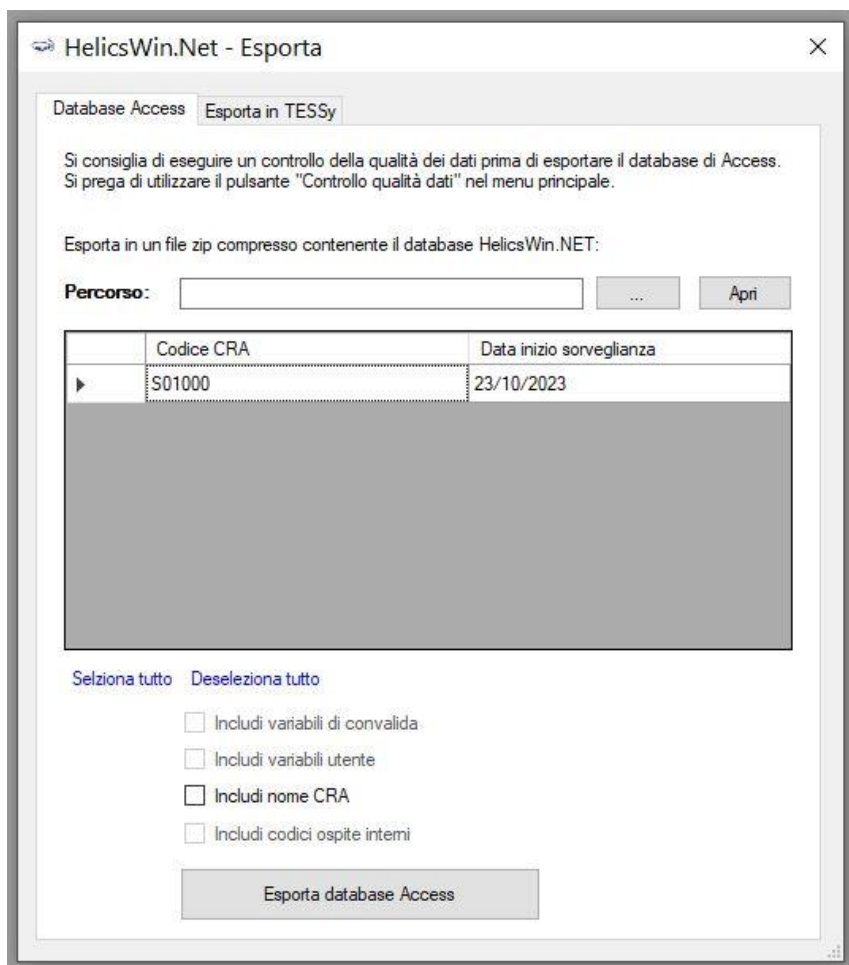 HelicsWin.Net - Esporta
Database Access Esporta in TESSy
Si consiglia di eseguire un controllo della qualità dei dati prima di esportare il database di Access.
Si prega di utilizzare il pulsante "Controllo qualità dati" nel menu principale.
Esporta in un file zip compresso contenente il database HelicsWin.NET:
Percorso: ... Apri
Codice CRA Data inizio sorveglianza
S01000 23/10/2023
Selziona tutto Deseleziona tutto
Includi variabili di convalida
Includi variabili utente
Includi nome CRA
Includi codici ospite interni
Esporta database Access